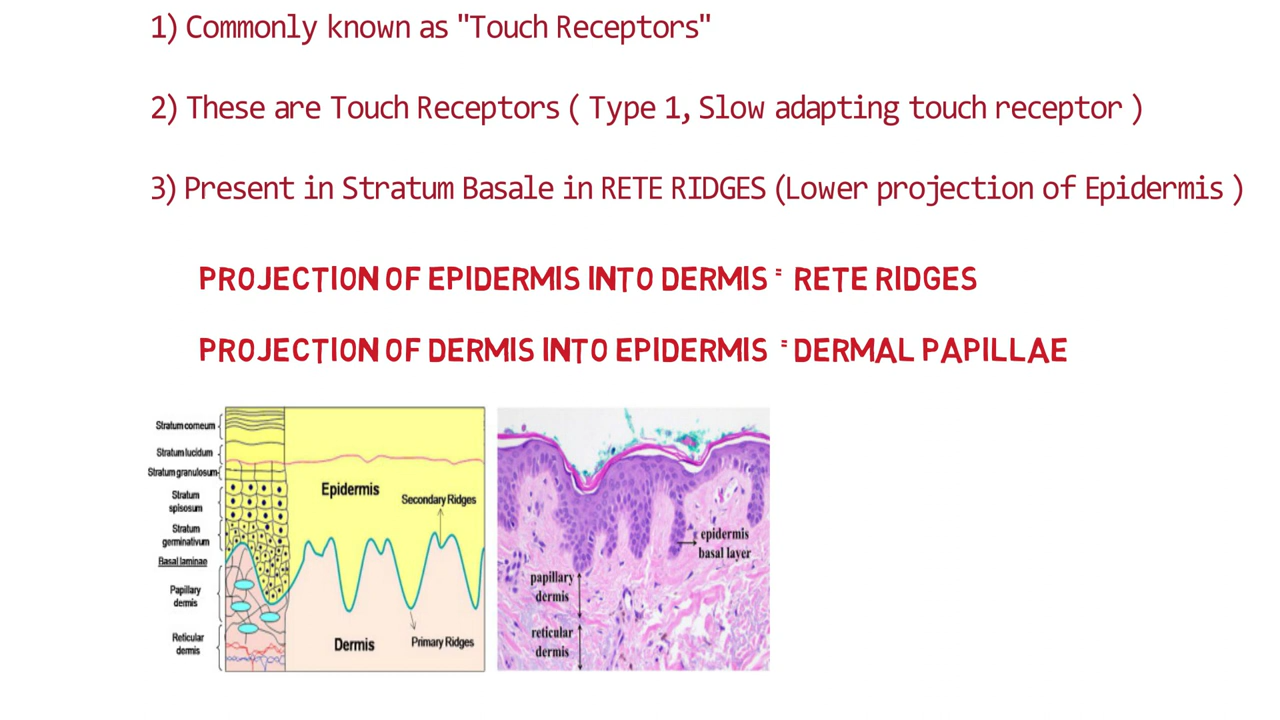 1) Commonly known as "Touch Receptors"
2) These are Touch Receptors ( Type 1, Slow adapting touch receptor )
3) Present in Stratum Basale in RETE RIDGES (Lower projection of Epidermis )
PROJECTION OF EPIDERMIS INTO DERMIS = RETE RIDGES
PROJECTION OF DERMIS INTO EPIDERMIS = DERMAL PAPILLAE
Stratum corneum
Stratum lucidum
Stratum granulosum
Stratum
spisosum
Stratum
germinativum
Basal laminae
Papillary
dermis
Reticular
dermis
Epidermis
Secondary Ridges
Dermis
Primary Ridges
epidermis
basal layer
papillary
dermis
reticular
dermis